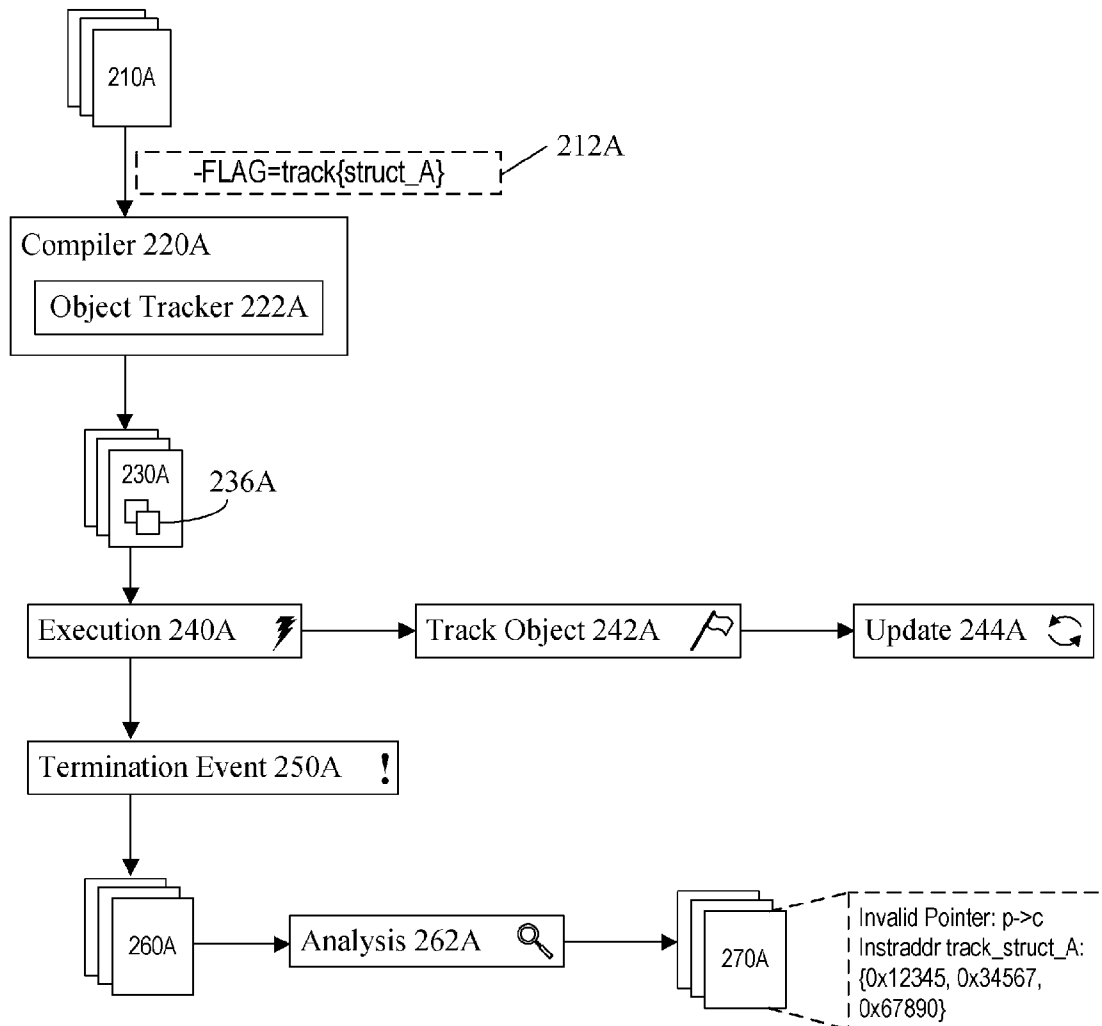 210A
-FLAG=track{struct_A}
212A
Compiler 220A
Object Tracker 222A
230A
236A
Execution 240A
Track Object 242A
Update 244A
Termination Event 250A !
260A
Analysis 262A
270A
Invalid Pointer: p->c
Instraddr track_struct_A:
{0x12345, 0x34567,
0x67890}